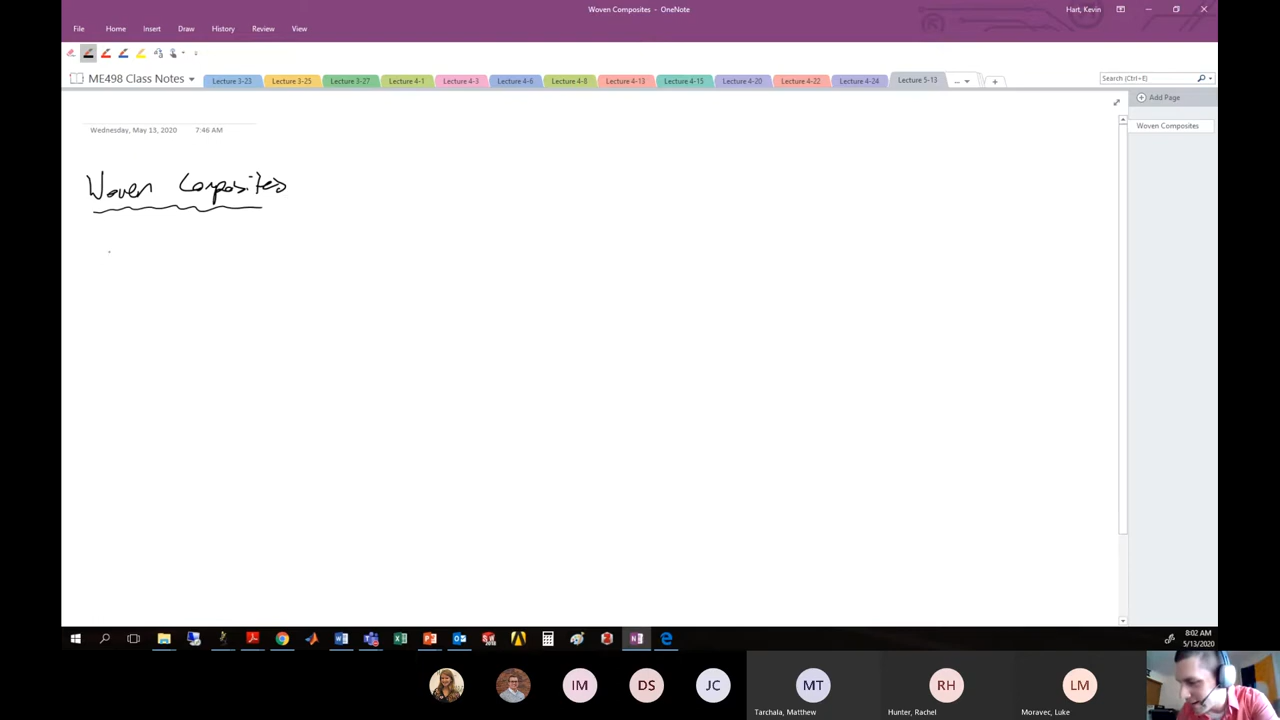 Woven Composites - OneNote
Hart, Kevin
File Home Insert Draw History Review View
ME498 Class Notes
Lecture 3-23 Lecture 3-25 Lecture 3-27 Lecture 4-1 Lecture 4-3 Lecture 4-6 Lecture 4-8 Lecture 4-13 Lecture 4-15 Lecture 4-20 Lecture 4-22 Lecture 4-24 Lecture 5-13
Search (Ctrl+E)
Add Page
Woven Composites
Wednesday, May 13, 2020 7:46 AM
Woven Composites
8:02 AM
5/13/2020
IM DS JC MT RH LM
Tarchala, Matthew Hunter, Rachel Moravec, Luke